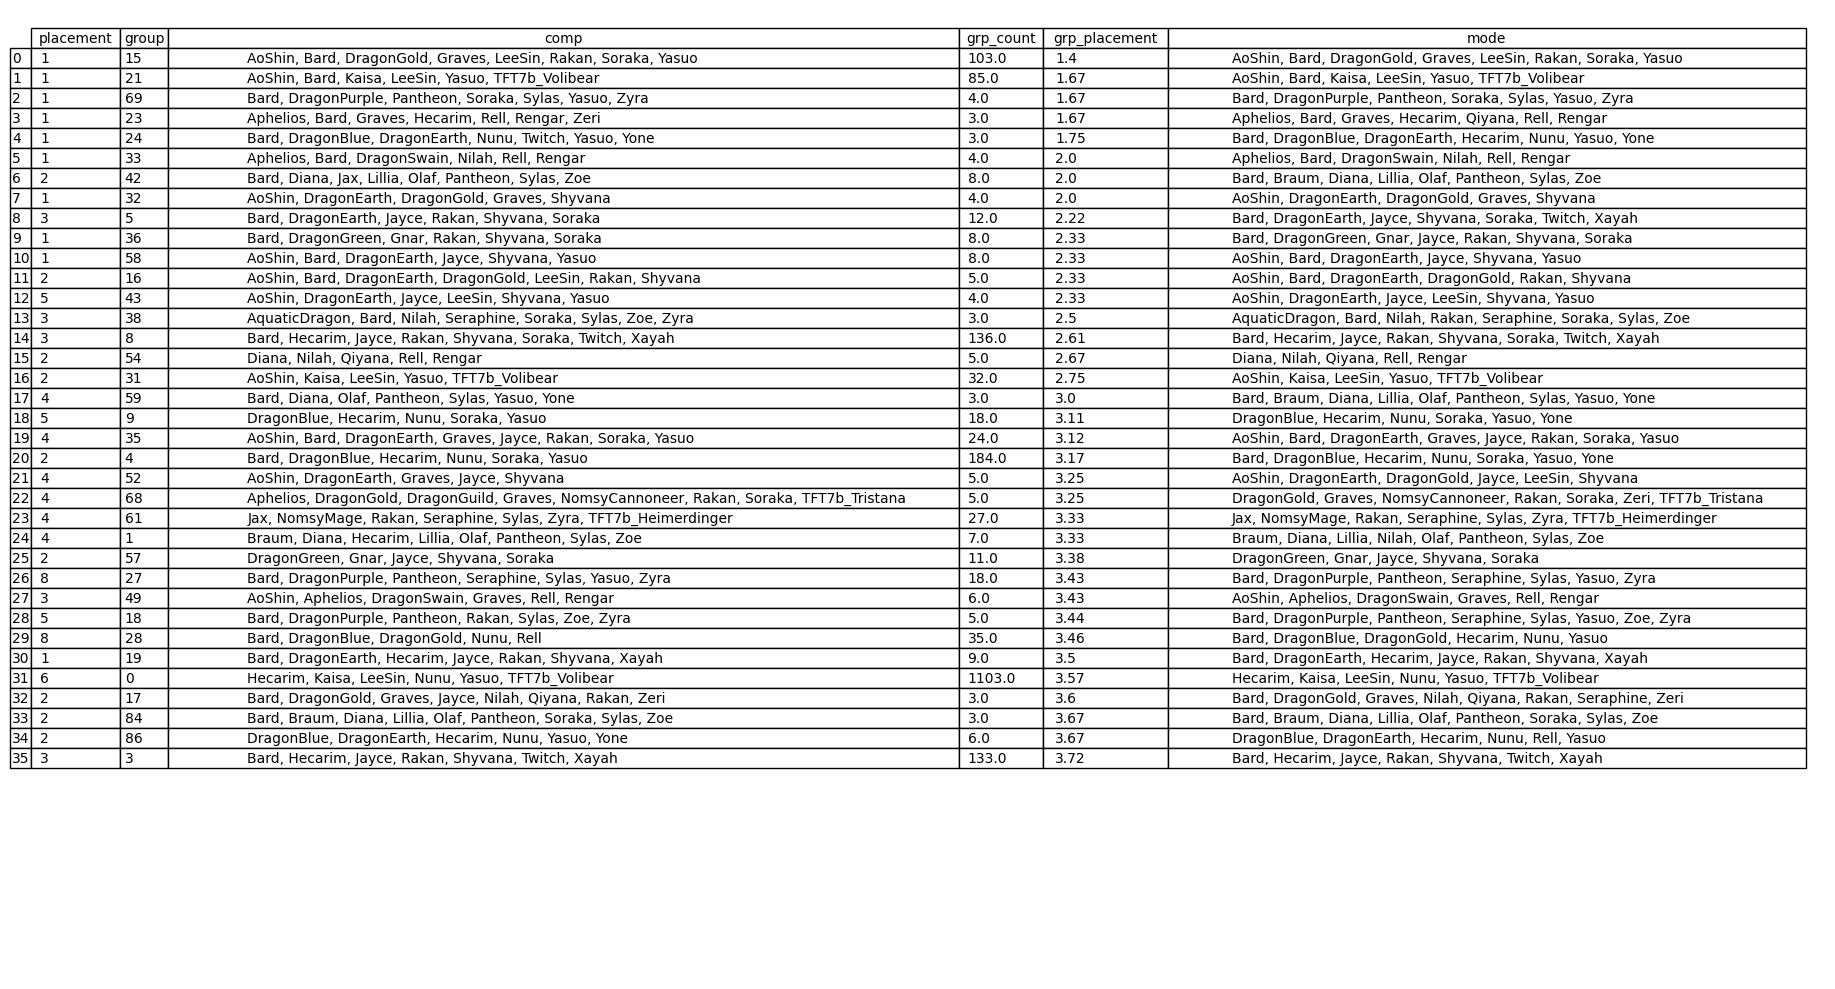 placement group comp grp_count grp_placement mode
0 1 15 AoShin, Bard, DragonGold, Graves, LeeSin, Rakan, Soraka, Yasuo 103.0 1.4 AoShin, Bard, DragonGold, Graves, LeeSin, Rakan, Soraka, Yasuo
1 1 21 AoShin, Bard, Kaisa, LeeSin, Yasuo, TFT7b_Volibear 85.0 1.67 AoShin, Bard, Kaisa, LeeSin, Yasuo, TFT7b_Volibear
2 1 69 Bard, DragonPurple, Pantheon, Soraka, Sylas, Yasuo, Zyra 4.0 1.67 Bard, DragonPurple, Pantheon, Soraka, Sylas, Yasuo, Zyra
3 1 23 Aphelios, Bard, Graves, Hecarim, Rell, Rengar, Zeri 3.0 1.67 Aphelios, Bard, Graves, Hecarim, Qiyana, Rell, Rengar
4 1 24 Bard, DragonBlue, DragonEarth, Nunu, Twitch, Yasuo, Yone 3.0 1.75 Bard, DragonBlue, DragonEarth, Hecarim, Nunu, Yasuo, Yone
5 1 33 Aphelios, Bard, DragonSwain, Nilah, Rell, Rengar 4.0 2.0 Aphelios, Bard, DragonSwain, Nilah, Rell, Rengar
6 2 42 Bard, Diana, Jax, Lillia, Olaf, Pantheon, Sylas, Zoe 8.0 2.0 Bard, Braum, Diana, Lillia, Olaf, Pantheon, Sylas, Zoe
7 1 32 AoShin, DragonEarth, DragonGold, Graves, Shyvana 4.0 2.0 AoShin, DragonEarth, DragonGold, Graves, Shyvana
8 3 5 Bard, DragonEarth, Jayce, Rakan, Shyvana, Soraka 12.0 2.22 Bard, DragonEarth, Jayce, Shyvana, Soraka, Twitch, Xayah
9 1 36 Bard, DragonGreen, Gnar, Rakan, Shyvana, Soraka 8.0 2.33 Bard, DragonGreen, Gnar, Jayce, Rakan, Shyvana, Soraka
10 1 58 AoShin, Bard, DragonEarth, Jayce, Shyvana, Yasuo 8.0 2.33 AoShin, Bard, DragonEarth, Jayce, Shyvana, Yasuo
11 2 16 AoShin, Bard, DragonEarth, DragonGold, LeeSin, Rakan, Shyvana 5.0 2.33 AoShin, Bard, DragonEarth, DragonGold, Rakan, Shyvana
12 5 43 AoShin, DragonEarth, Jayce, LeeSin, Shyvana, Yasuo 4.0 2.33 AoShin, DragonEarth, Jayce, LeeSin, Shyvana, Yasuo
13 3 38 AquaticDragon, Bard, Nilah, Seraphine, Soraka, Sylas, Zoe, Zyra 3.0 2.5 AquaticDragon, Bard, Nilah, Rakan, Seraphine, Soraka, Sylas, Zoe
14 3 8 Bard, Hecarim, Jayce, Rakan, Shyvana, Soraka, Twitch, Xayah 136.0 2.61 Bard, Hecarim, Jayce, Rakan, Shyvana, Soraka, Twitch, Xayah
15 2 54 Diana, Nilah, Qiyana, Rell, Rengar 5.0 2.67 Diana, Nilah, Qiyana, Rell, Rengar
16 2 31 AoShin, Kaisa, LeeSin, Yasuo, TFT7b_Volibear 32.0 2.75 AoShin, Kaisa, LeeSin, Yasuo, TFT7b_Volibear
17 4 59 Bard, Diana, Olaf, Pantheon, Sylas, Yasuo, Yone 3.0 3.0 Bard, Braum, Diana, Lillia, Olaf, Pantheon, Sylas, Yasuo, Yone
18 5 9 DragonBlue, Hecarim, Nunu, Soraka, Yasuo 18.0 3.11 DragonBlue, Hecarim, Nunu, Soraka, Yasuo, Yone
19 4 35 AoShin, Bard, DragonEarth, Graves, Jayce, Rakan, Soraka, Yasuo 24.0 3.12 AoShin, Bard, DragonEarth, Graves, Jayce, Rakan, Soraka, Yasuo
20 2 4 Bard, DragonBlue, Hecarim, Nunu, Soraka, Yasuo 184.0 3.17 Bard, DragonBlue, Hecarim, Nunu, Soraka, Yasuo, Yone
21 4 52 AoShin, DragonEarth, Graves, Jayce, Shyvana 5.0 3.25 AoShin, DragonEarth, DragonGold, Jayce, LeeSin, Shyvana
22 4 68 Aphelios, DragonGold, DragonGuild, Graves, NomsyCannoneer, Rakan, Soraka, TFT7b_Tristana 5.0 3.25 DragonGold, Graves, NomsyCannoneer, Rakan, Soraka, Zeri, TFT7b_Tristana
23 4 61 Jax, NomsyMage, Rakan, Seraphine, Sylas, Zyra, TFT7b_Heimerdinger 27.0 3.33 Jax, NomsyMage, Rakan, Seraphine, Sylas, Zyra, TFT7b_Heimerdinger
24 4 1 Braum, Diana, Hecarim, Lillia, Olaf, Pantheon, Sylas, Zoe 7.0 3.33 Braum, Diana, Lillia, Nilah, Olaf, Pantheon, Sylas, Zoe
25 2 57 DragonGreen, Gnar, Jayce, Shyvana, Soraka 11.0 3.38 DragonGreen, Gnar, Jayce, Shyvana, Soraka
26 8 27 Bard, DragonPurple, Pantheon, Seraphine, Sylas, Yasuo, Zyra 18.0 3.43 Bard, DragonPurple, Pantheon, Seraphine, Sylas, Yasuo, Zyra
27 3 49 AoShin, Aphelios, DragonSwain, Graves, Rell, Rengar 6.0 3.43 AoShin, Aphelios, DragonSwain, Graves, Rell, Rengar
28 5 18 Bard, DragonPurple, Pantheon, Rakan, Sylas, Zoe, Zyra 5.0 3.44 Bard, DragonPurple, Pantheon, Seraphine, Sylas, Yasuo, Zoe, Zyra
29 8 28 Bard, DragonBlue, DragonGold, Nunu, Rell 35.0 3.46 Bard, DragonBlue, DragonGold, Hecarim, Nunu, Yasuo
30 1 19 Bard, DragonEarth, Hecarim, Jayce, Rakan, Shyvana, Xayah 9.0 3.5 Bard, DragonEarth, Hecarim, Jayce, Rakan, Shyvana, Xayah
31 6 0 Hecarim, Kaisa, LeeSin, Nunu, Yasuo, TFT7b_Volibear 1103.0 3.57 Hecarim, Kaisa, LeeSin, Nunu, Yasuo, TFT7b_Volibear
32 2 17 Bard, DragonGold, Graves, Jayce, Nilah, Qiyana, Rakan, Zeri 3.0 3.6 Bard, DragonGold, Graves, Nilah, Qiyana, Rakan, Seraphine, Zeri
33 2 84 Bard, Braum, Diana, Lillia, Olaf, Pantheon, Soraka, Sylas, Zoe 3.0 3.67 Bard, Braum, Diana, Lillia, Olaf, Pantheon, Soraka, Sylas, Zoe
34 2 86 DragonBlue, DragonEarth, Hecarim, Nunu, Yasuo, Yone 6.0 3.67 DragonBlue, DragonEarth, Hecarim, Nunu, Rell, Yasuo
35 3 3 Bard, Hecarim, Jayce, Rakan, Shyvana, Twitch, Xayah 133.0 3.72 Bard, Hecarim, Jayce, Rakan, Shyvana, Twitch, Xayah